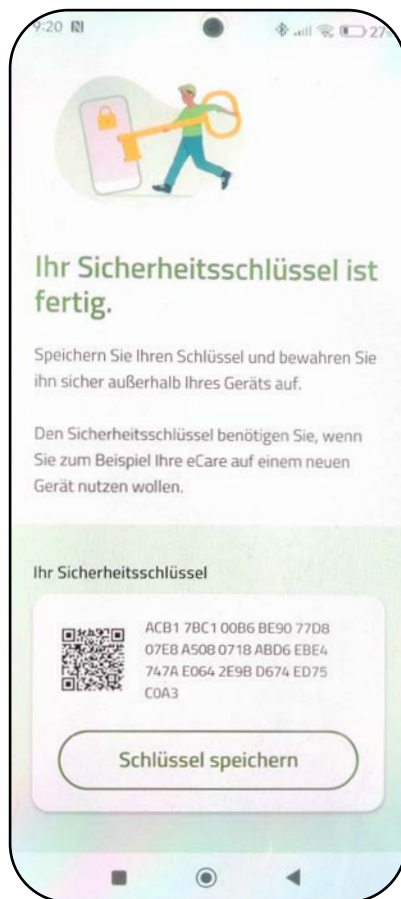 9:20
27
Ihr Sicherheitsschlüssel ist
fertig.
Speichern Sie Ihren Schlüssel und bewahren Sie
ihn sicher außerhalb Ihres Geräts auf.
Den Sicherheitsschlüssel benötigen Sie, wenn
Sie zum Beispiel Ihre eCare auf einem neuen
Gerät nutzen wollen.
Ihr Sicherheitsschlüssel
ACB1 7BC1 00B6 BE90 77D8
07E8 A508 0718 ABD6 EBE4
747A E064 2E9B D674 ED75
C0A3
Schlüssel speichern